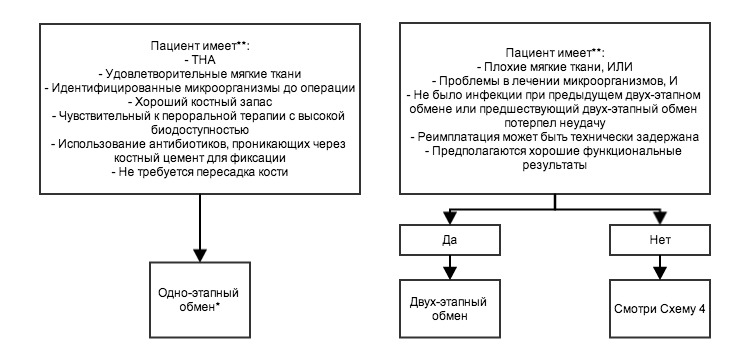 Пациент имеет**:
- ТНА
- Удовлетворительные мягкие ткани
- Идентифицированные микроорганизмы до операции
- Хороший костный запас
- Чувствительный к пероральной терапии с высокой
биодоступностью
- Использование антибиотиков, проникающих через
костный цемент для фиксации
- Не требуется пересадка кости
Одно-этапный
обмен*
Пациент имеет**:
- Плохие мягкие ткани, ИЛИ
- Проблемы в лечении микроорганизмов, И
- Не было инфекции при предыдущем двух-этапном
обмене или предшествующий двух-этапный обмен
потерпел неудачу
- Реимплатация может быть технически задержана
- Предполагаются хорошие функциональные
результаты
Да
Нет
Двух-этапный
обмен
Смотри Схему 4